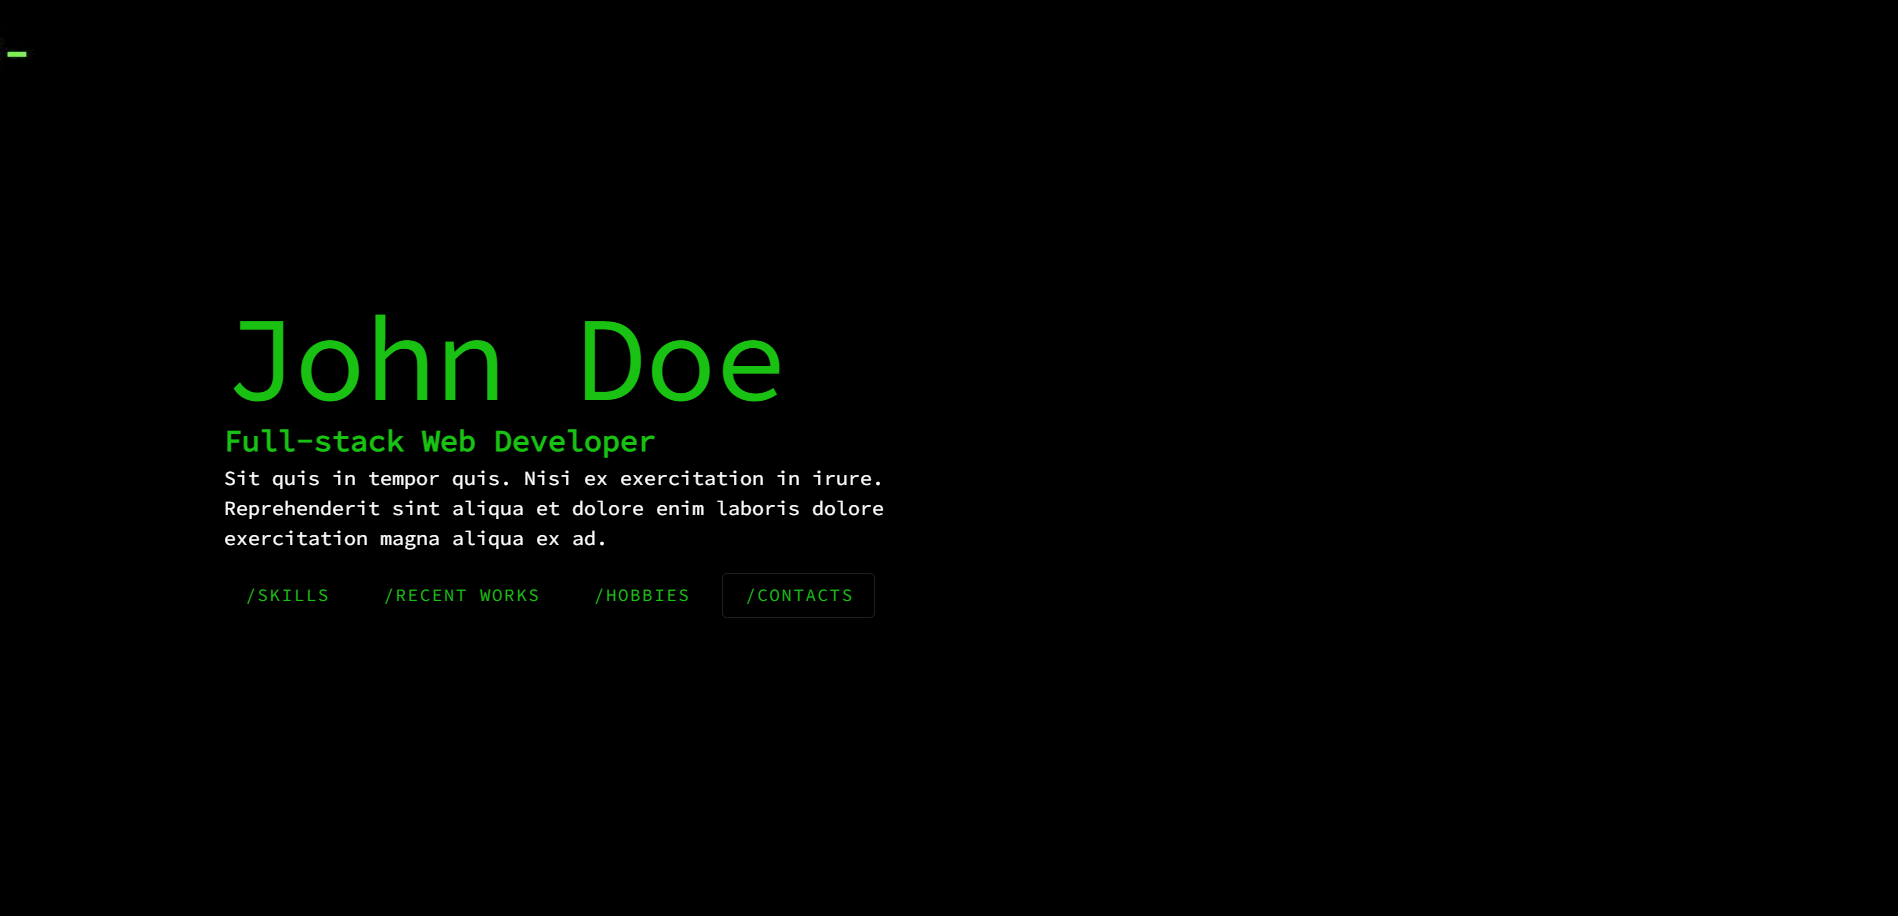 John Doe
Full-stack Web Developer
Sit quis in tempor quis. Nisi ex exercitation in irure.
Reprehenderit sint aliqua et dolore enim laboris dolore
exercitation magna aliqua ex ad.
/SKILLS /RECENT WORKS /HOBBIES /CONTACTS